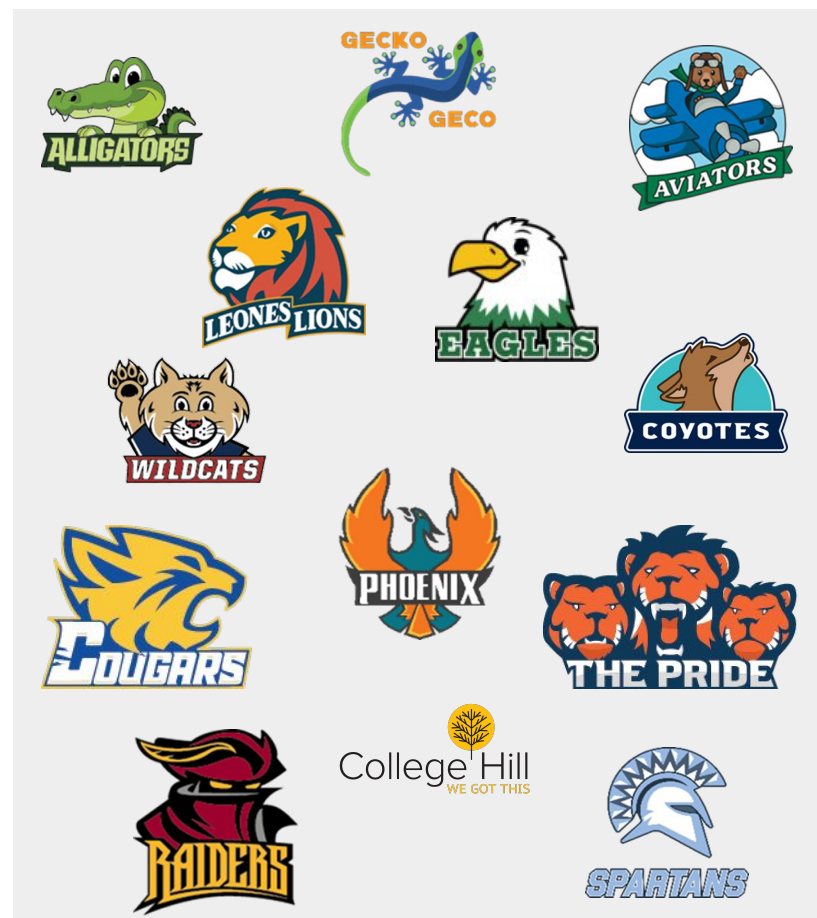 GECKO
GECO
ALLIGATORS
AVIATORS
LEONES LIONS
EAGLES
COYOTES
WILDCATS
PHOENIX
COUGARS
THE PRIDE
College Hill
WE GOT THIS
RAIDERS
SPARTANS